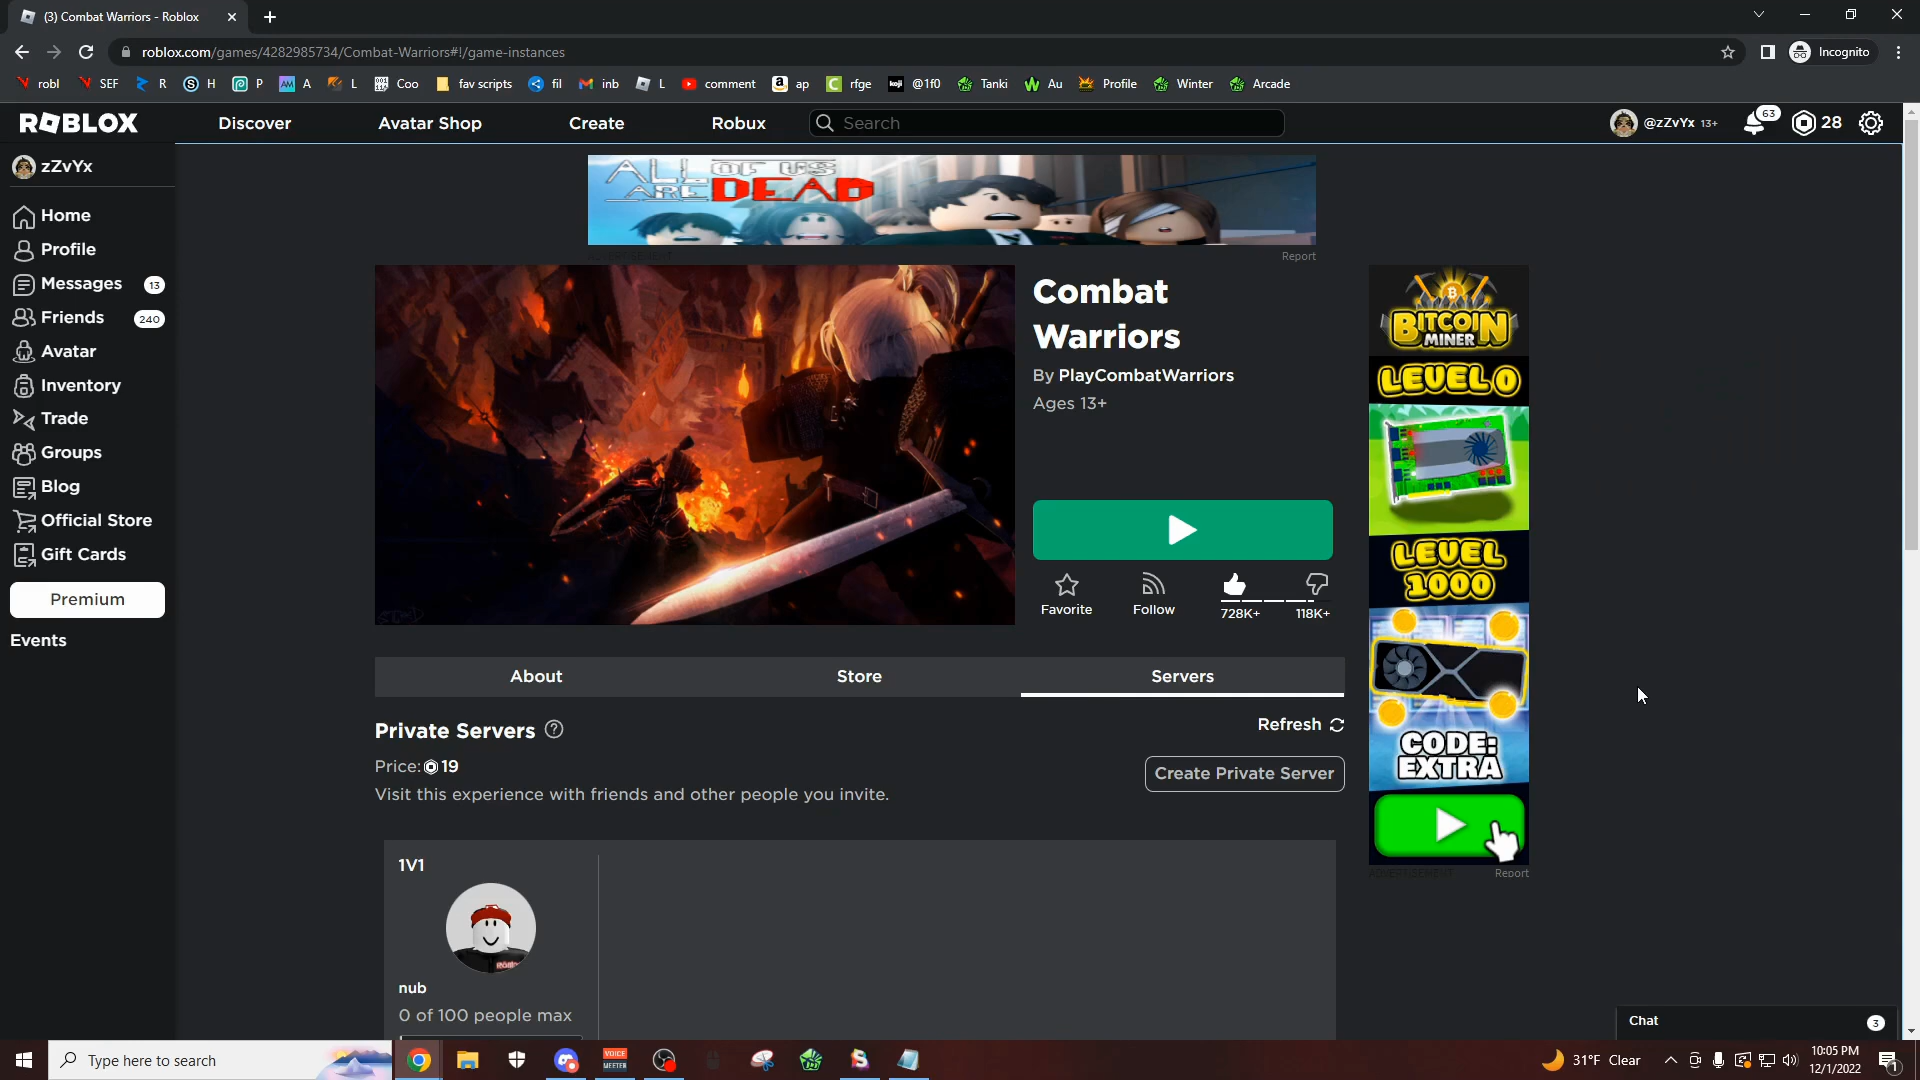 (3) Combat Warriors - Roblox
roblox.com/games/4282985734/Combat-Warriors#!/game-instances
Incognito
robl
SEF
R
H
P
A
L
Coo
fav scripts
fil
inb
L
comment
ap
rfge
@1f0
Tanki
Au
Profile
Winter
Arcade
ROBLOX
Discover
Avatar Shop
Create
Robux
Search
@zZvYx 13+
63
28
zZvYx
Home
Profile
Messages 13
Friends 240
Avatar
Inventory
Trade
Groups
Blog
Official Store
Gift Cards
Premium
Events
ALL OF US
ARE DEAD
ADVERTISEMENT
Report
Combat
Warriors
By PlayCombatWarriors
Ages 13+
Favorite
Follow
728K+
118K+
About
Store
Servers
Private Servers
Refresh
Price: 19
Create Private Server
Visit this experience with friends and other people you invite.
1V1
nub
0 of 100 people max
BITCOIN
MINER
LEVEL 0
LEVEL
1000
CODE:
EXTRA
ADVERTISEMENT
Report
Chat
3
Type here to search
VOICE
MEETER
31°F Clear
10:05 PM
12/1/2022
1